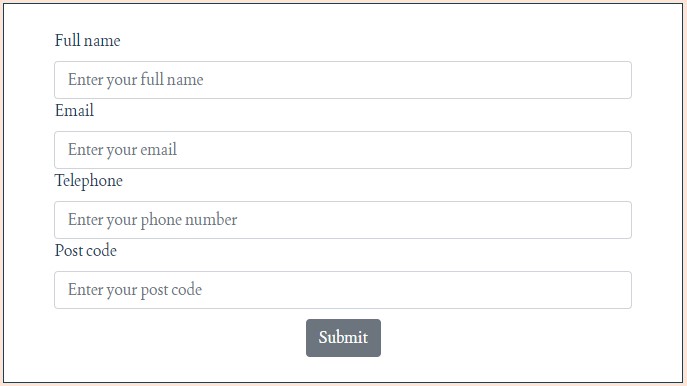 Full name
Enter your full name
Email
Enter your email
Telephone
Enter your phone number
Post code
Enter your post code
Submit